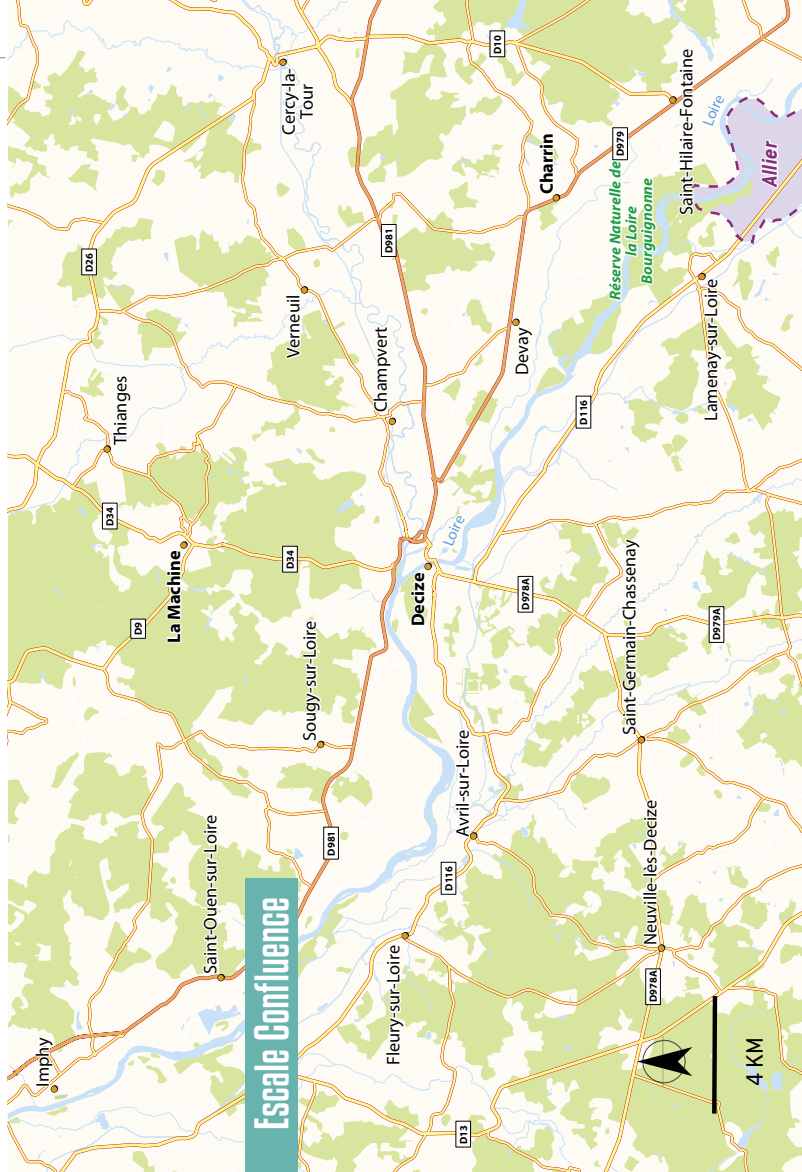 Imphy
D26
D34
Thianges
D9
La Machine
Saint-Ouen-sur-Loire
Escale Confluence
D34
Verneuil
Cercy-la-
Tour
Sougy-sur-Loire
D981
Champvert
D981
Fleury-sur-Loire
Decize
D116
Loire
Avril-sur-Loire
D13
D10
Devay
D978A
Charrin
D116
D979
Réserve Naturelle de
la Loire
Bourguignonne
Saint-Germain-Chassenay
Neuville-lès-Decize
D978A
Saint-Hilaire-Fontaine
Loire
Lamenay-sur-Loire
D979A
4 KM
Allier